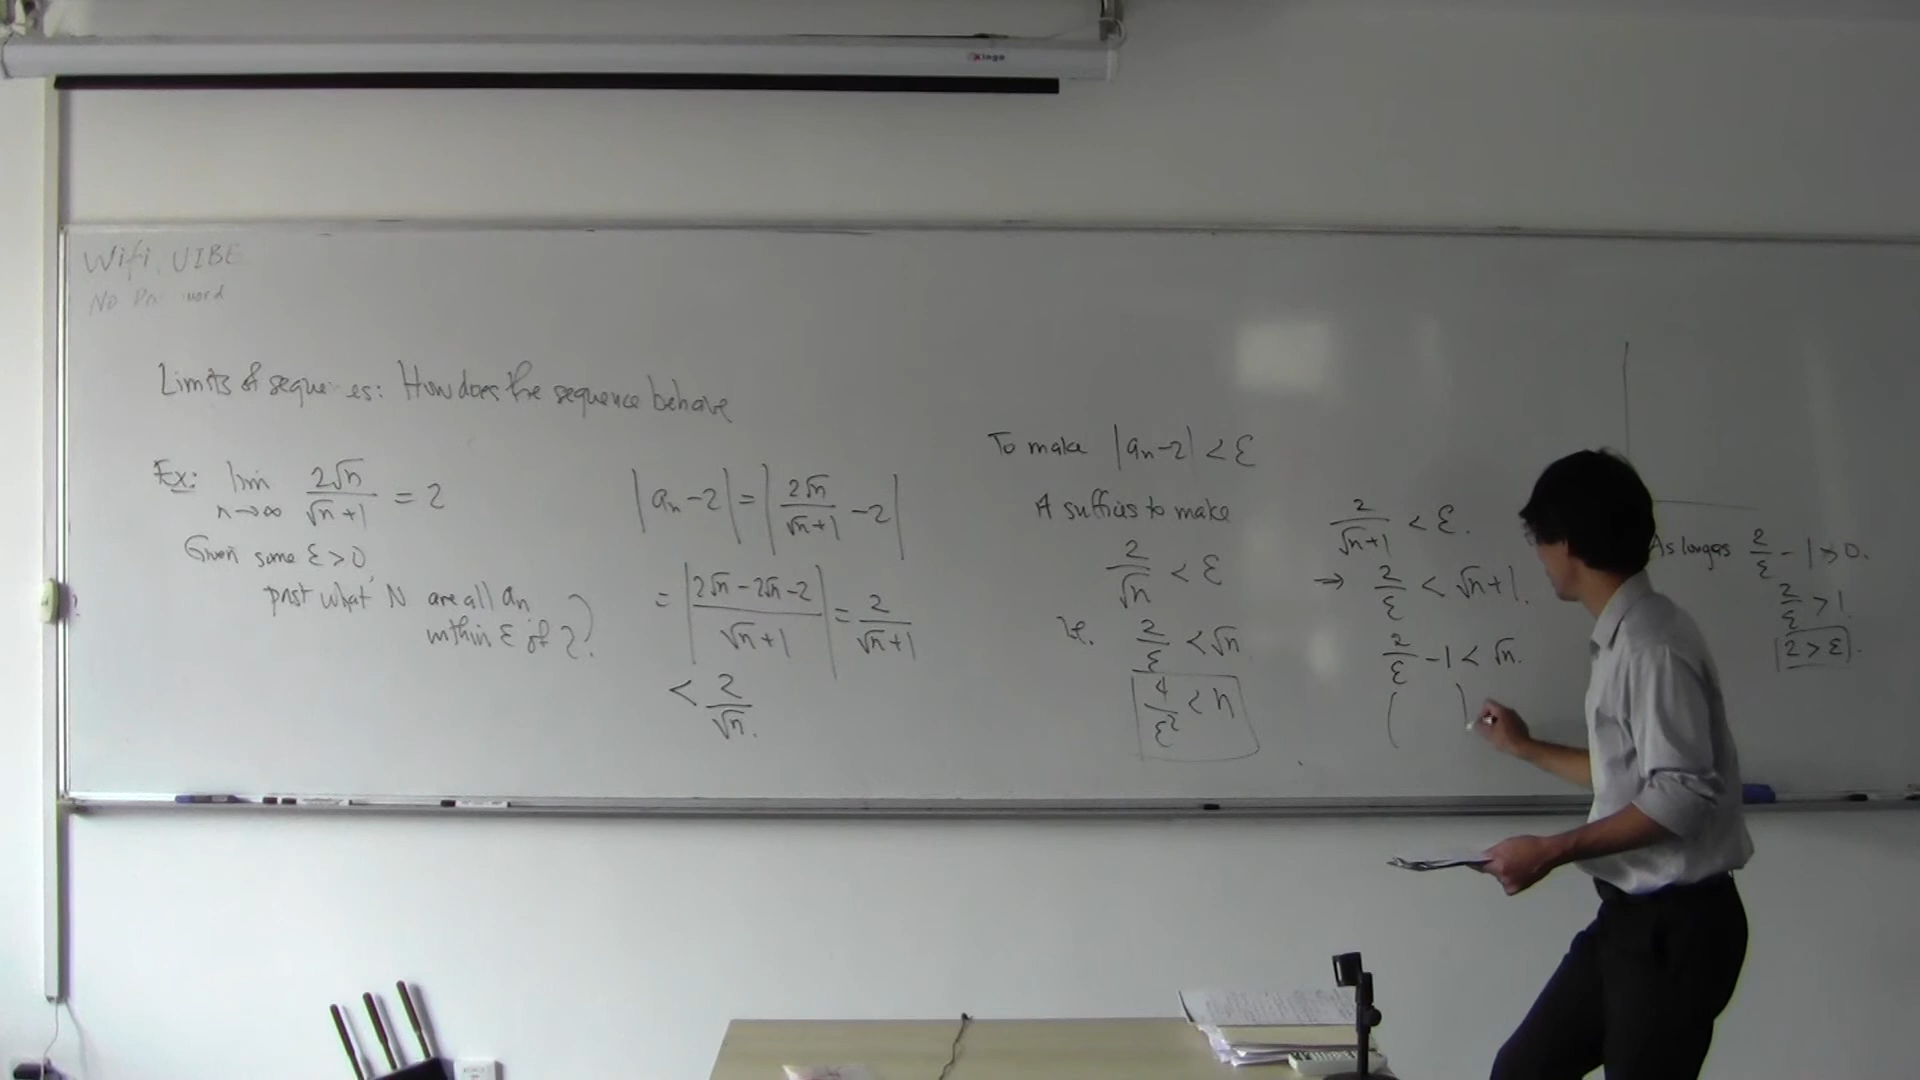 Xingo
Wifi, UIBE
No
Limits of seque es: How does the sequence behave
Ex: lim n→∞ 2√n/(√n+1) = 2
Given some ε>0
past what N are all an
within ε of 2?
|an-2| = |2√n/(√n+1) - 2|
= |(2√n-2√n-2)/(√n+1)| = 2/(√n+1)
< 2/√n.
To make |an-2| < ε
it suffices to make
2/√n < ε
i.e. 2/ε < √n
4/ε² < n
2/(√n+1) < ε.
→ 2/ε < √n+1.
2/ε -1 < √n.
( )
As long as 2/ε - 1 > 0.
2/ε > 1.
2 > ε.